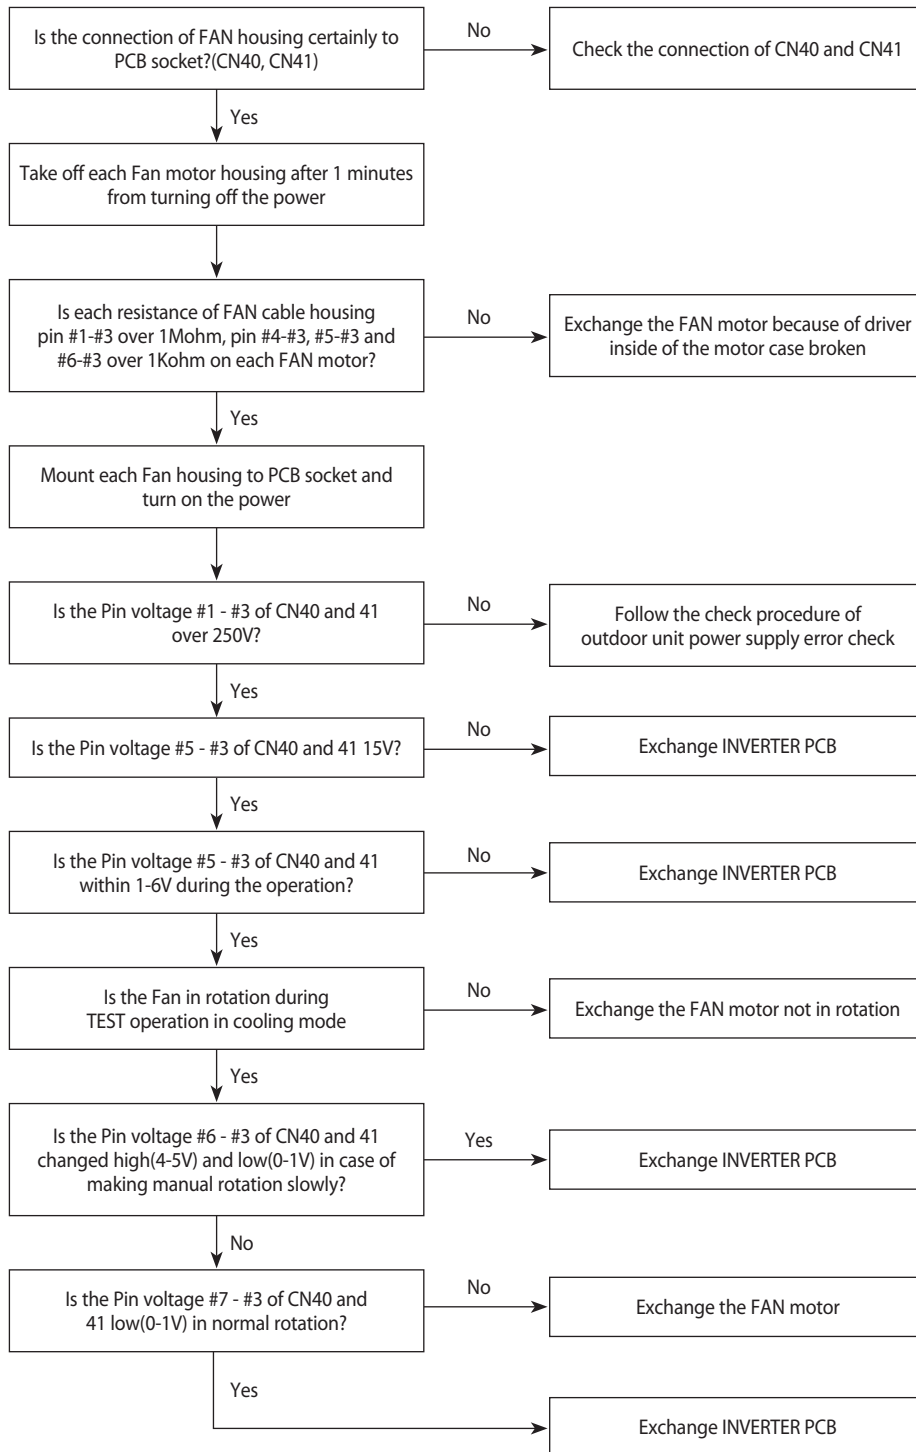 Is the connection of FAN housing certainly to
PCB socket?(CN40, CN41)
No
Check the connection of CN40 and CN41
Yes
Take off each Fan motor housing after 1 minutes
from turning off the power
Is each resistance of FAN cable housing
pin #1-#3 over 1Mohm, pin #4-#3, #5-#3 and
#6-#3 over 1Kohm on each FAN motor?
No
Exchange the FAN motor because of driver
inside of the motor case broken
Yes
Mount each Fan housing to PCB socket and
turn on the power
Is the Pin voltage #1 - #3 of CN40 and 41
over 250V?
No
Follow the check procedure of
outdoor unit power supply error check
Yes
Is the Pin voltage #5 - #3 of CN40 and 41 15V?
No
Exchange INVERTER PCB
Yes
Is the Pin voltage #5 - #3 of CN40 and 41
within 1-6V during the operation?
No
Exchange INVERTER PCB
Yes
Is the Fan in rotation during
TEST operation in cooling mode
No
Exchange the FAN motor not in rotation
Yes
Is the Pin voltage #6 - #3 of CN40 and 41
changed high(4-5V) and low(0-1V) in case of
making manual rotation slowly?
Yes
Exchange INVERTER PCB
No
Is the Pin voltage #7 - #3 of CN40 and
41 low(0-1V) in normal rotation?
No
Exchange the FAN motor
Yes
Exchange INVERTER PCB